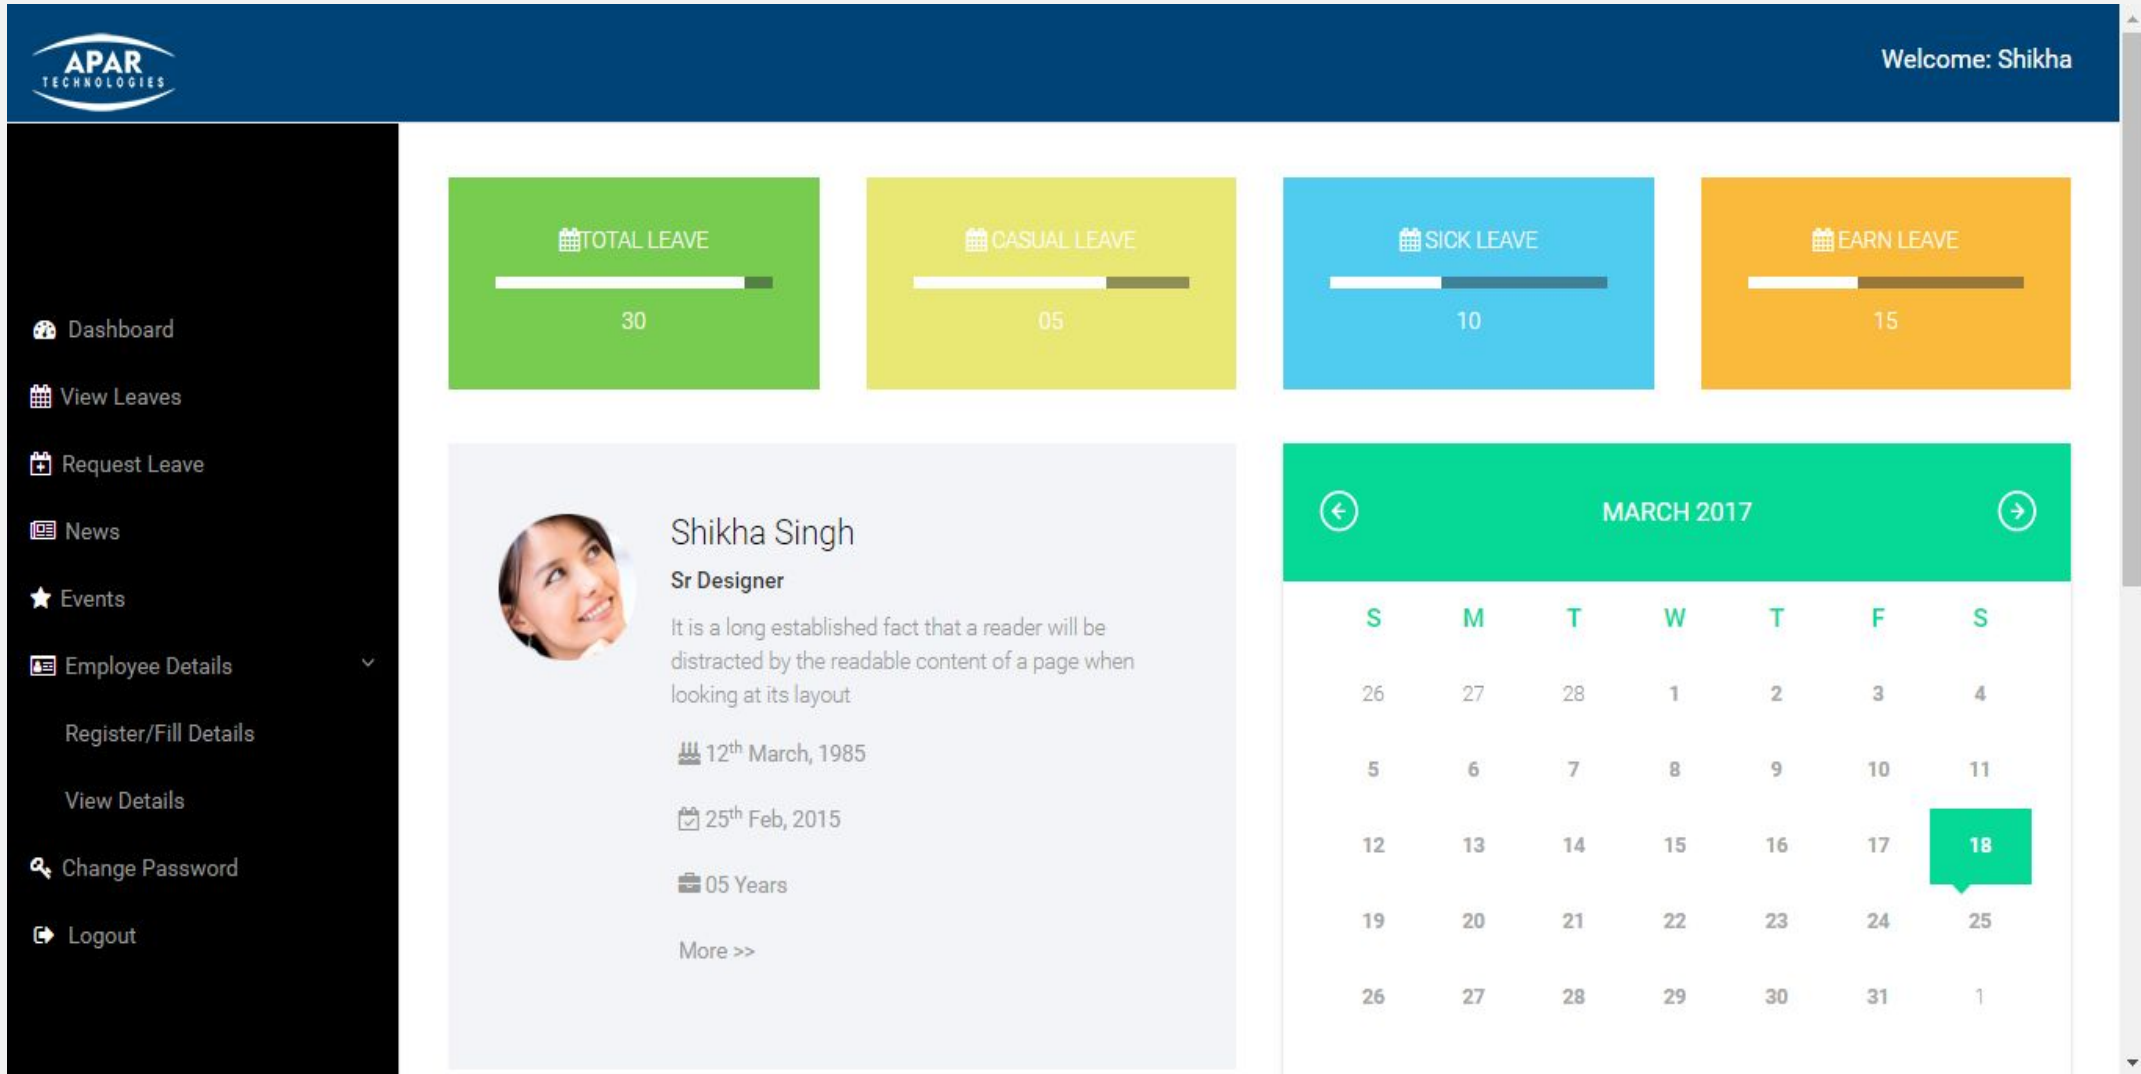 APAR
TECHNOLOGIES
Welcome: Shikha
Dashboard
View Leaves
Request Leave
News
Events
Employee Details
Register/Fill Details
View Details
Change Password
Logout
TOTAL LEAVE
30
CASUAL LEAVE
05
SICK LEAVE
10
EARN LEAVE
15
Shikha Singh
Sr Designer
It is a long established fact that a reader will be
distracted by the readable content of a page when
looking at its layout
12th March, 1985
25th Feb, 2015
05 Years
More >>
MARCH 2017
S M T W T F S
26 27 28 1 2 3 4
5 6 7 8 9 10 11
12 13 14 15 16 17 18
19 20 21 22 23 24 25
26 27 28 29 30 31 1